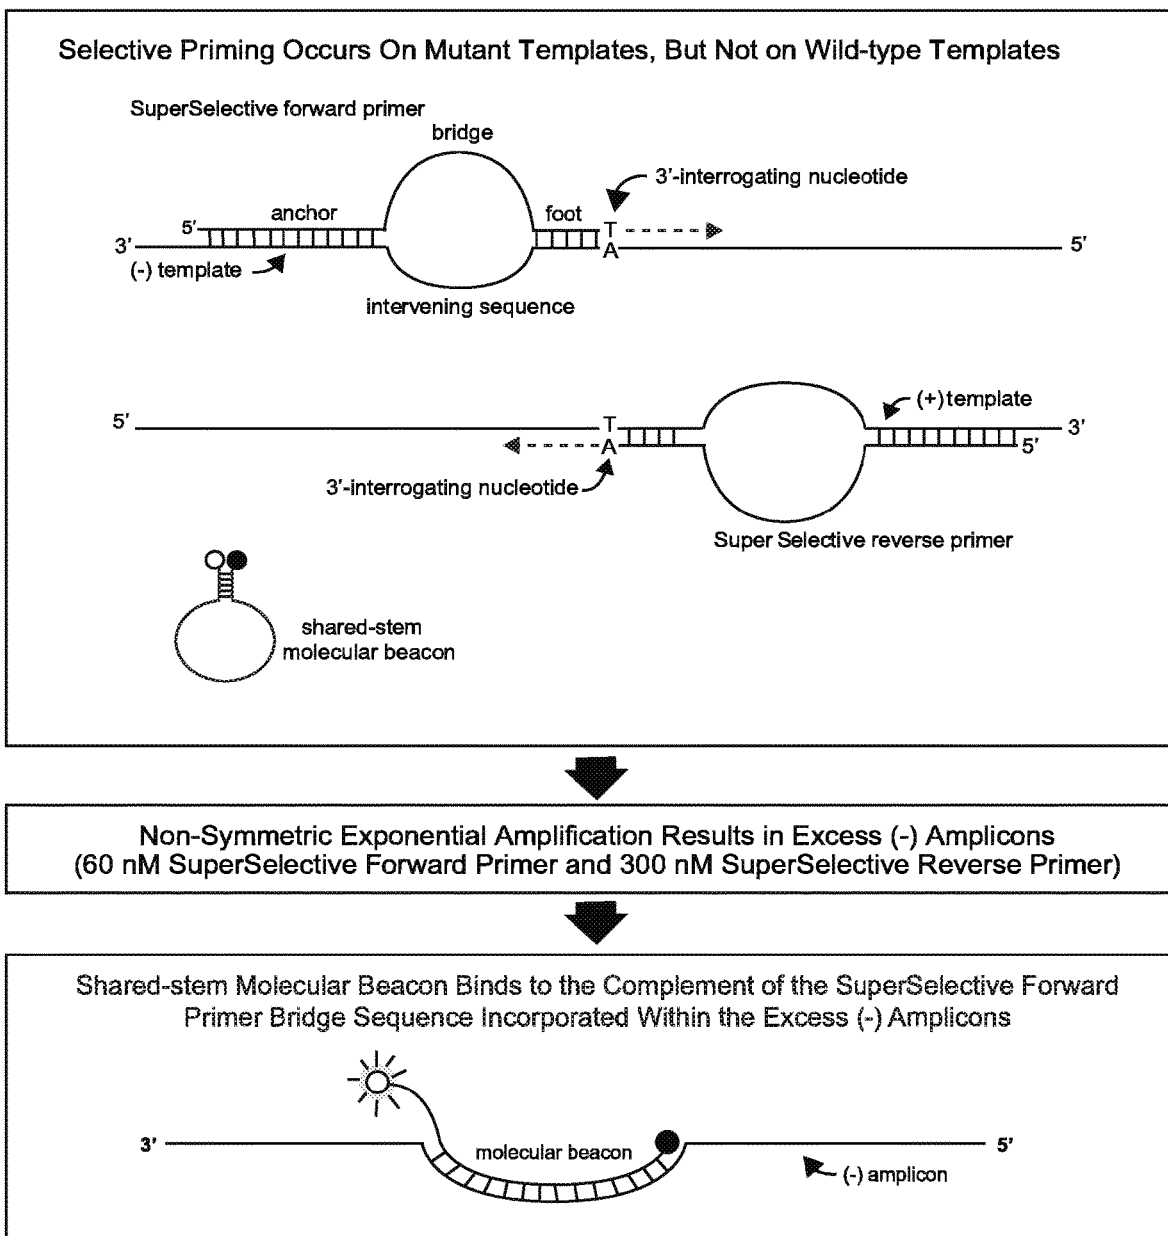 Selective Priming Occurs On Mutant Templates, But Not on Wild-type Templates
SuperSelective forward primer
bridge
3'-interrogating nucleotide
anchor
foot
5'
T
3'
A
5'
(-) template
intervening sequence
(+) template
5'
T
3'
A
5'
3'-interrogating nucleotide
Super Selective reverse primer
shared-stem
molecular beacon
Non-Symmetric Exponential Amplification Results in Excess (-) Amplicons
(60 nM SuperSelective Forward Primer and 300 nM SuperSelective Reverse Primer)
Shared-stem Molecular Beacon Binds to the Complement of the SuperSelective Forward
Primer Bridge Sequence Incorporated Within the Excess (-) Amplicons
3'
molecular beacon
5'
(-) amplicon